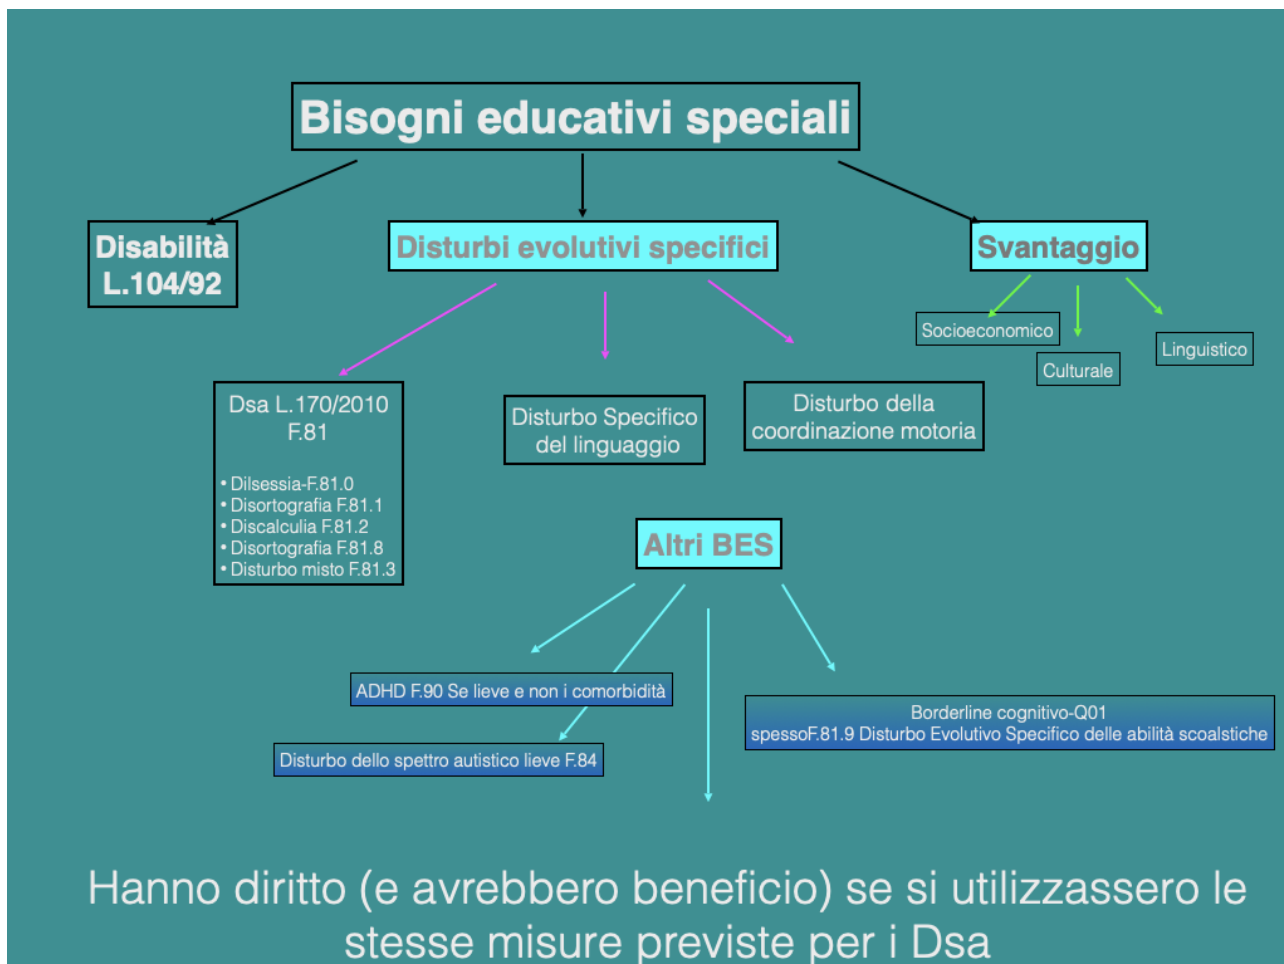 Bisogni educativi speciali
Disabilità
L.104/92
Disturbi evolutivi specifici
Svantaggio
Socioeconomico
Culturale
Linguistico
Dsa L.170/2010
F.81
• Dilsessia-F.81.0
• Disortografia F.81.1
• Discalculia F.81.2
• Disortografia F.81.8
• Disturbo misto F.81.3
Disturbo Specifico
del linguaggio
Disturbo della
coordinazione motoria
Altri BES
ADHD F.90 Se lieve e non i comorbidità
Disturbo dello spettro autistico lieve F.84
Borderline cognitivo-Q01
spessoF.81.9 Disturbo Evolutivo Specifico delle abilità scoalstiche
Hanno diritto (e avrebbero beneficio) se si utilizzassero le
stesse misure previste per i Dsa